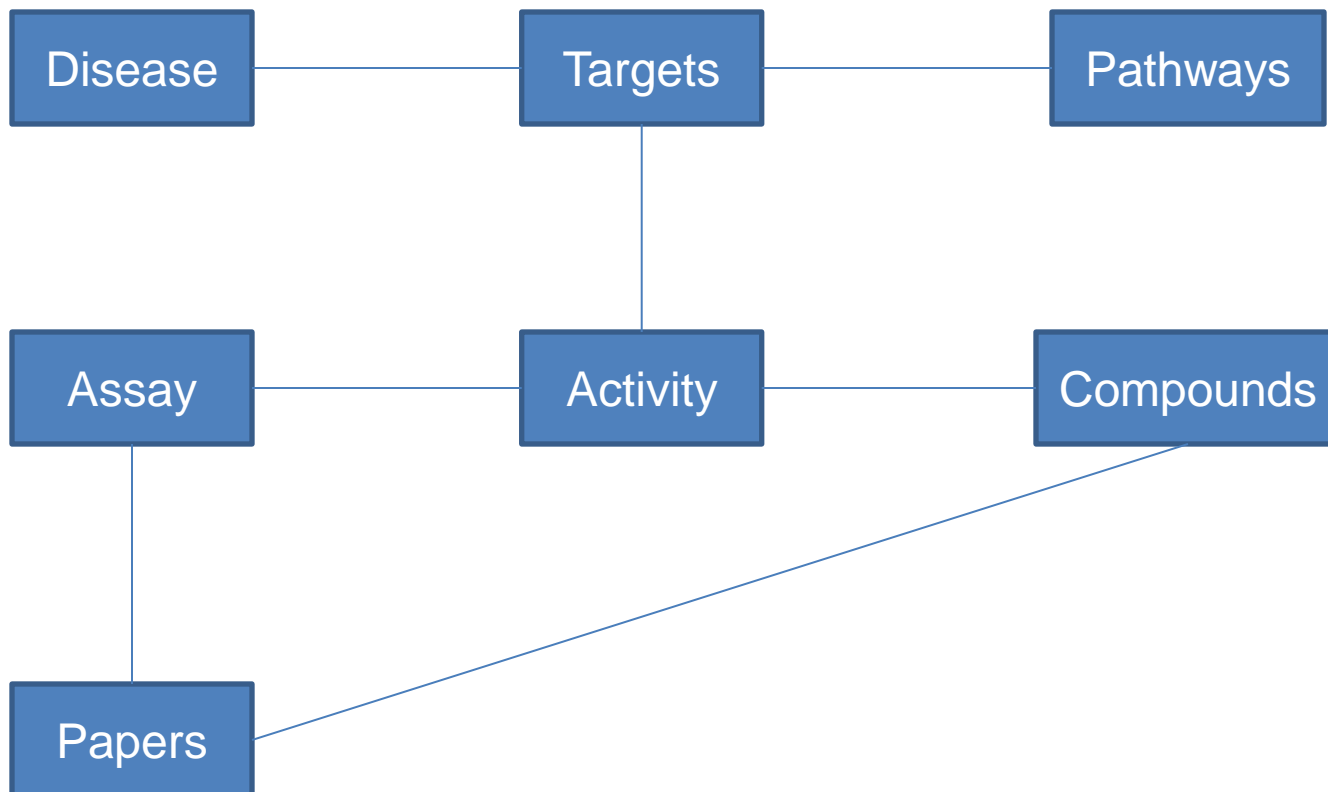 Disease
Targets
Pathways
Assay
Activity
Compounds
Papers